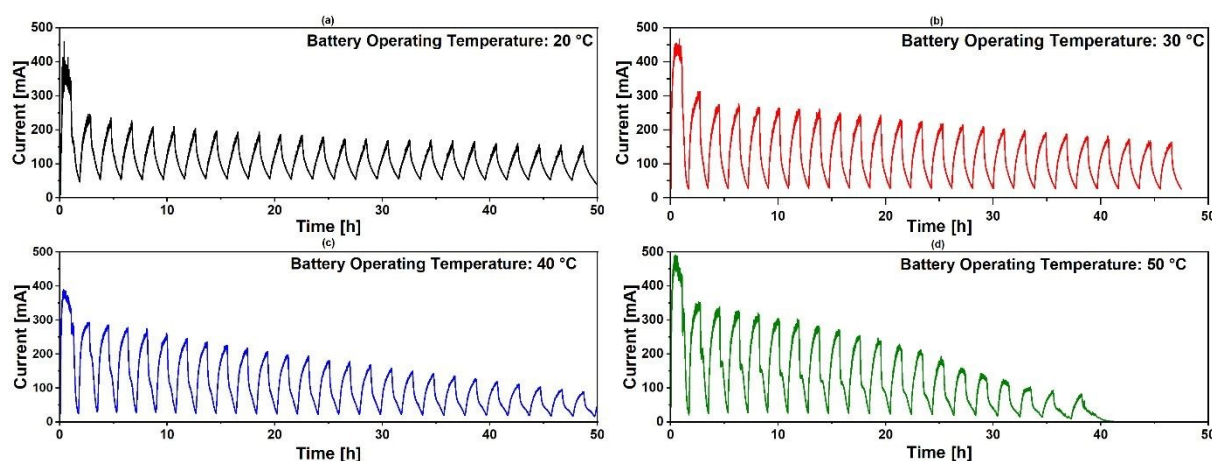 (a)
Battery Operating Temperature: 20 °C
500
400
300
200
100
0
Current [mA]
0 10 20 30 40 50
Time [h]
(b)
Battery Operating Temperature: 30 °C
500
400
300
200
100
0
Current [mA]
0 5 10 20 30 40 50
Time [h]
(c)
Battery Operating Temperature: 40 °C
500
400
300
200
100
0
Current [mA]
0 10 20 30 40 50
Time [h]
(d)
Battery Operating Temperature: 50 °C
500
400
300
200
100
0
Current [mA]
0 10 20 30 40 50
Time [h]